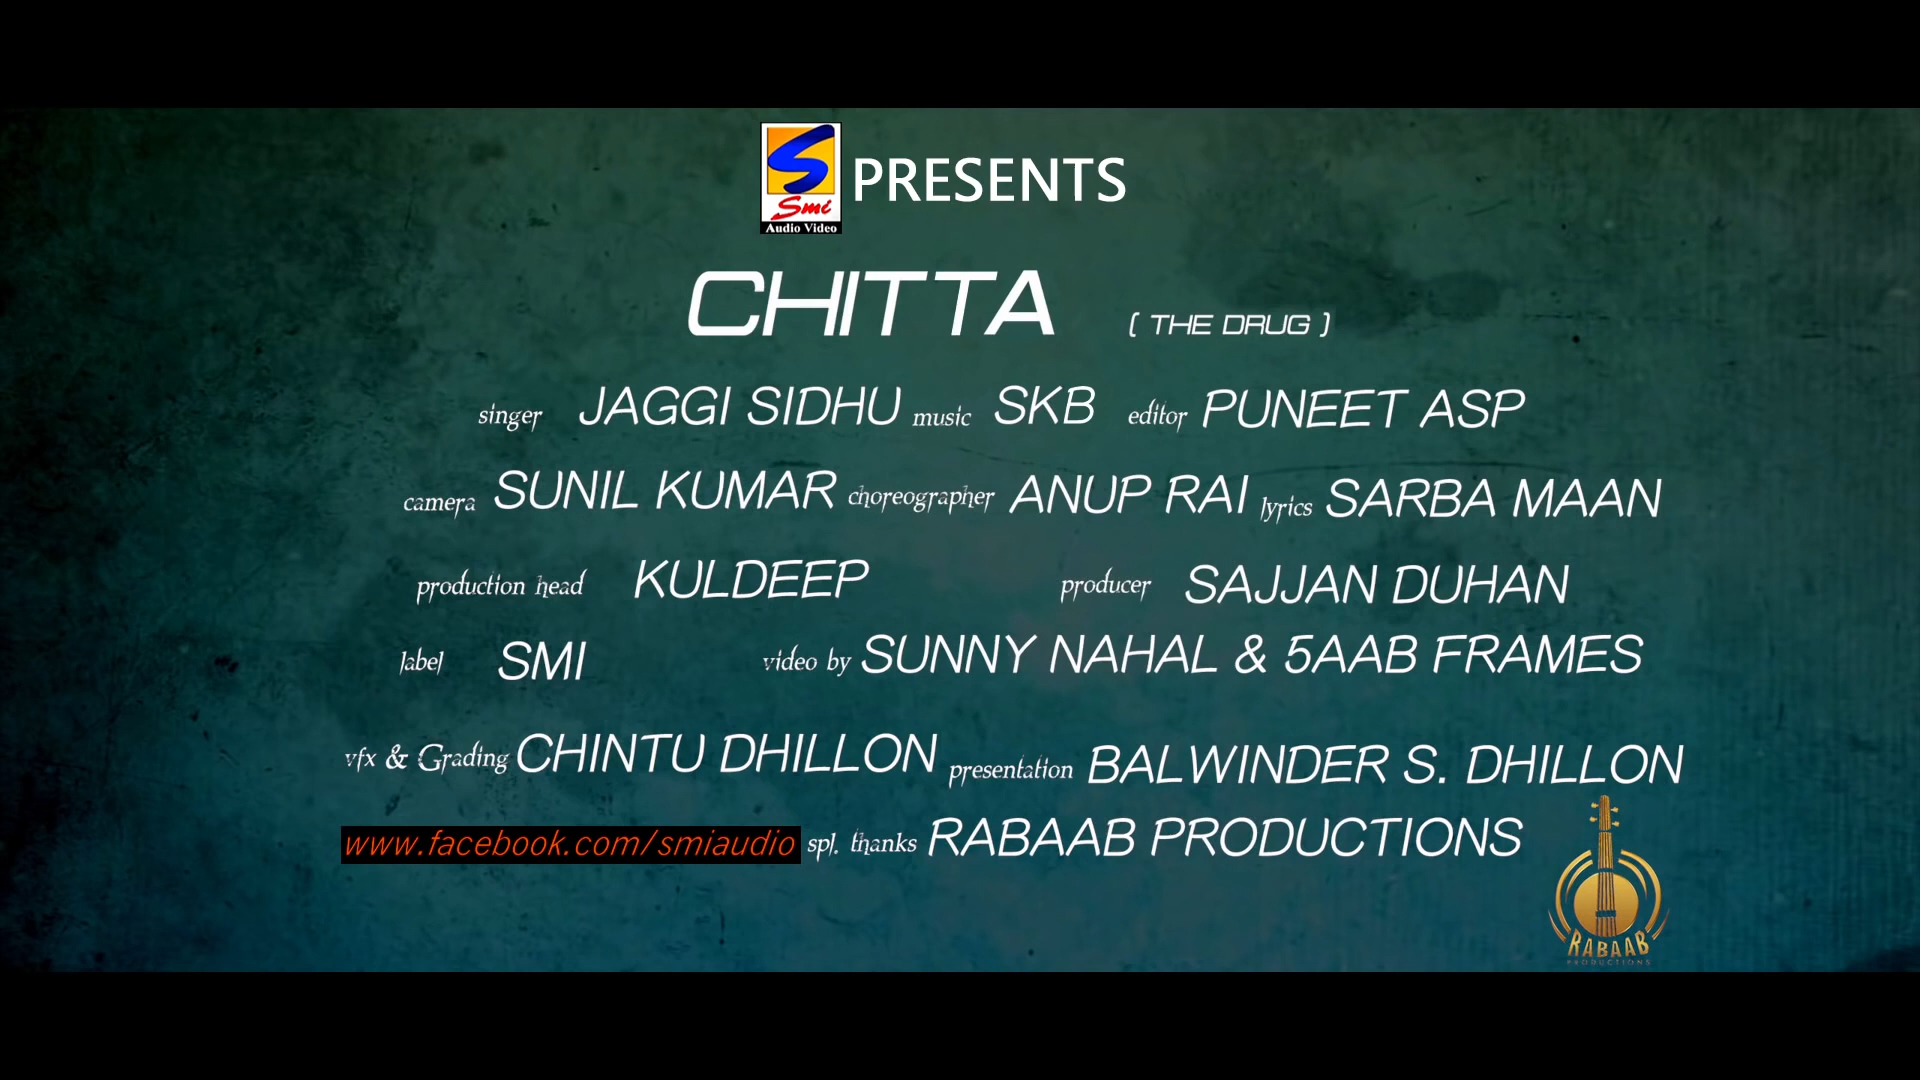 S
Smi
Audio Video
PRESENTS
CHITTA ( THE DRUG )
singer JAGGI SIDHU music SKB editor PUNEET ASP
camera SUNIL KUMAR choreographer ANUP RAI lyrics SARBA MAAN
production head KULDEEP producer SAJJAN DUHAN
label SMI video by SUNNY NAHAL & 5AAB FRAMES
vfx & Grading CHINTU DHILLON presentation BALWINDER S. DHILLON
www.facebook.com/smiaudio spl. thanks RABAAB PRODUCTIONS
RABAAB
PRODUCTIONS